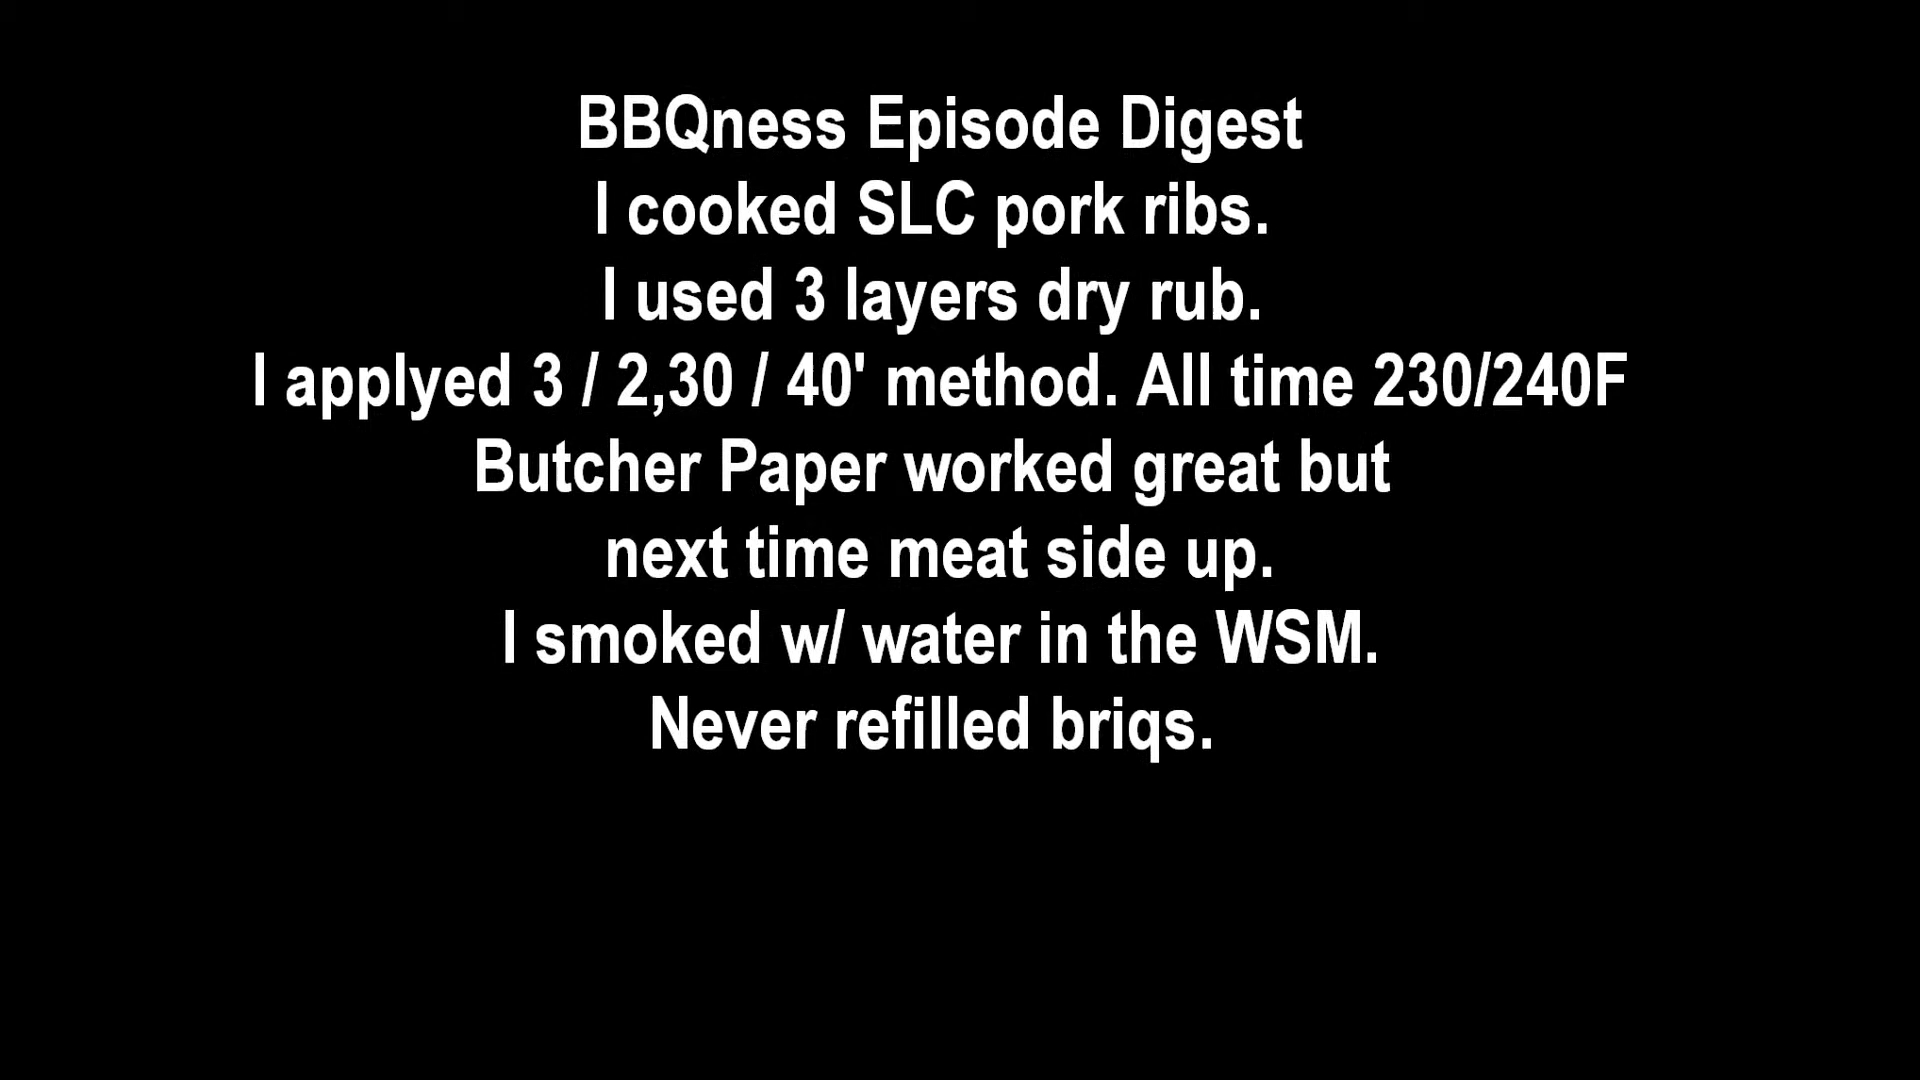 BBQness Episode Digest
I cooked SLC pork ribs.
I used 3 layers dry rub.
I applyed 3 / 2,30 / 40' method. All time 230/240F
Butcher Paper worked great but
next time meat side up.
I smoked w/ water in the WSM.
Never refilled briqs.